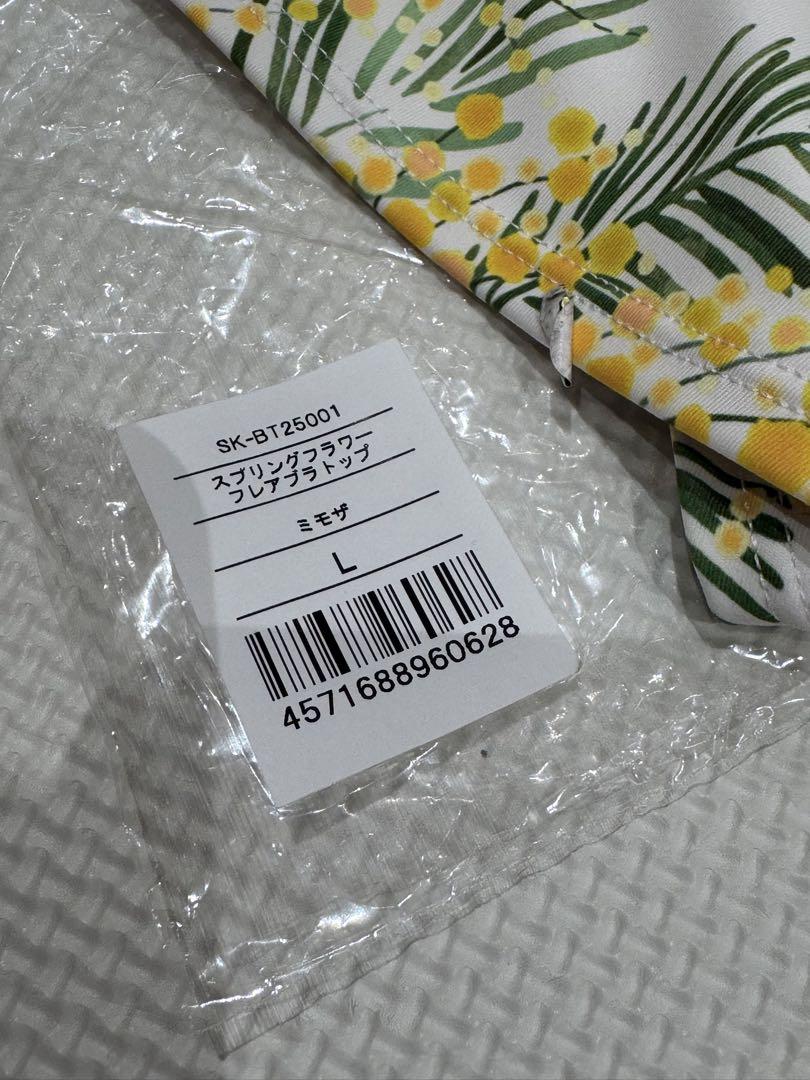 SK-BT25001
スプリングフラワー
フレアブラトップ
ミモザ
L
4571688960628